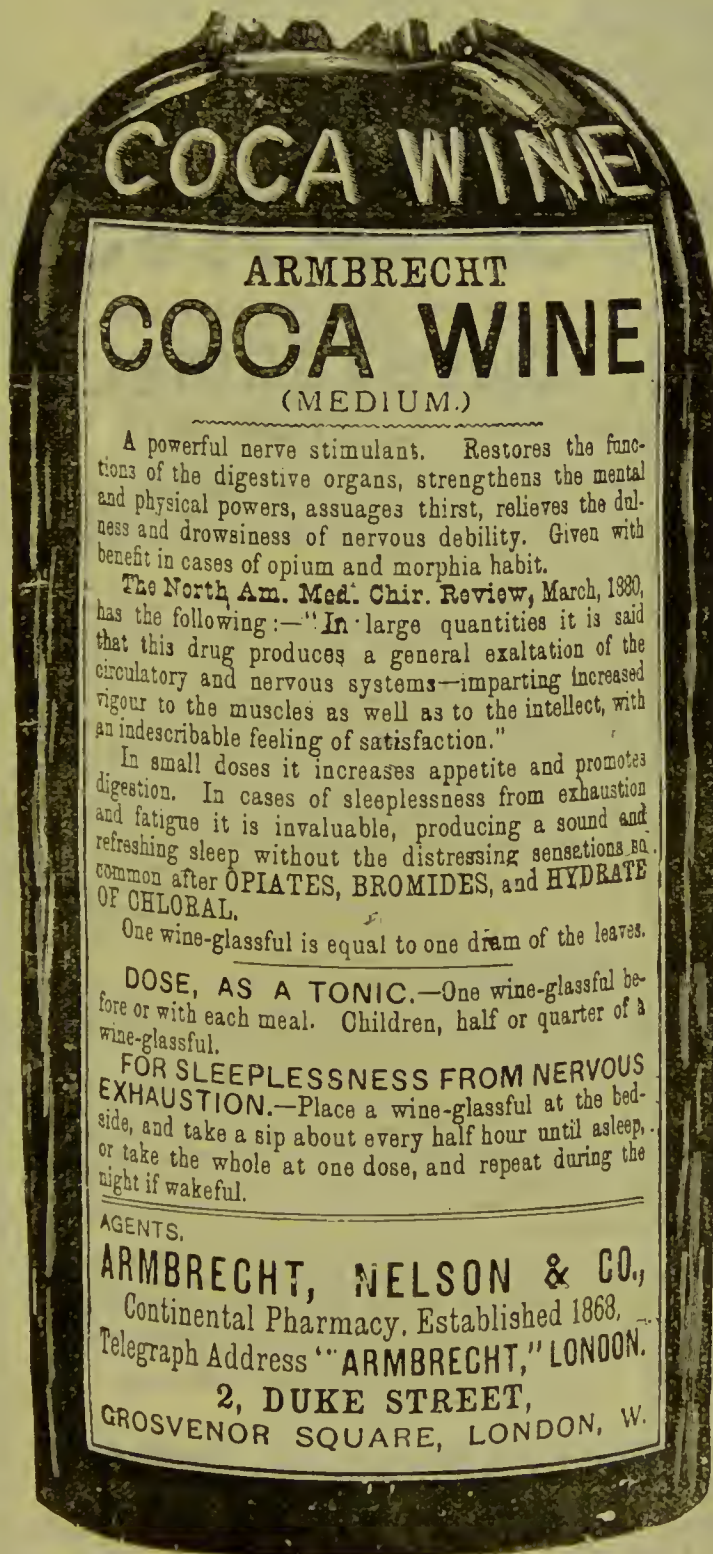 COCA WINE
ARMBRECHT
COCA WINE
(MEDIUM.)
A powerful nerve stimulant. Restores the func-
tions of the digestive organs, strengthens the mental
and physical powers, assuages thirst, relieves the dul-
ness and drowsiness of nervous debility. Given with
benefit in cases of opium and morphia habit.
The North Am. Med. Chir. Review, March, 1880,
has the following:—"In large quantities it is said
that this drug produces a general exaltation of the
circulatory and nervous systems—imparting increased
vigour to the muscles as well as to the intellect, with
an indescribable feeling of satisfaction."
In small doses it increases appetite and promotes
digestion. In cases of sleeplessness from exhaustion
and fatigue it is invaluable, producing a sound and
refreshing sleep without the distressing sensations so
common after OPIATES, BROMIDES, and HYDRATE
OF CHLORAL.
One wine-glassful is equal to one dram of the leaves.
DOSE, AS A TONIC.—One wine-glassful be-
fore or with each meal. Children, half or quarter of a
wine-glassful.
FOR SLEEPLESSNESS FROM NERVOUS
EXHAUSTION.—Place a wine-glassful at the bed-
side, and take a sip about every half hour until asleep,
or take the whole at one dose, and repeat during the
night if wakeful.
AGENTS,
ARMBRECHT, NELSON & CO.,
Continental Pharmacy. Established 1868.
Telegraph Address "ARMBRECHT," LONDON.
2, DUKE STREET,
GROSVENOR SQUARE, LONDON, W.